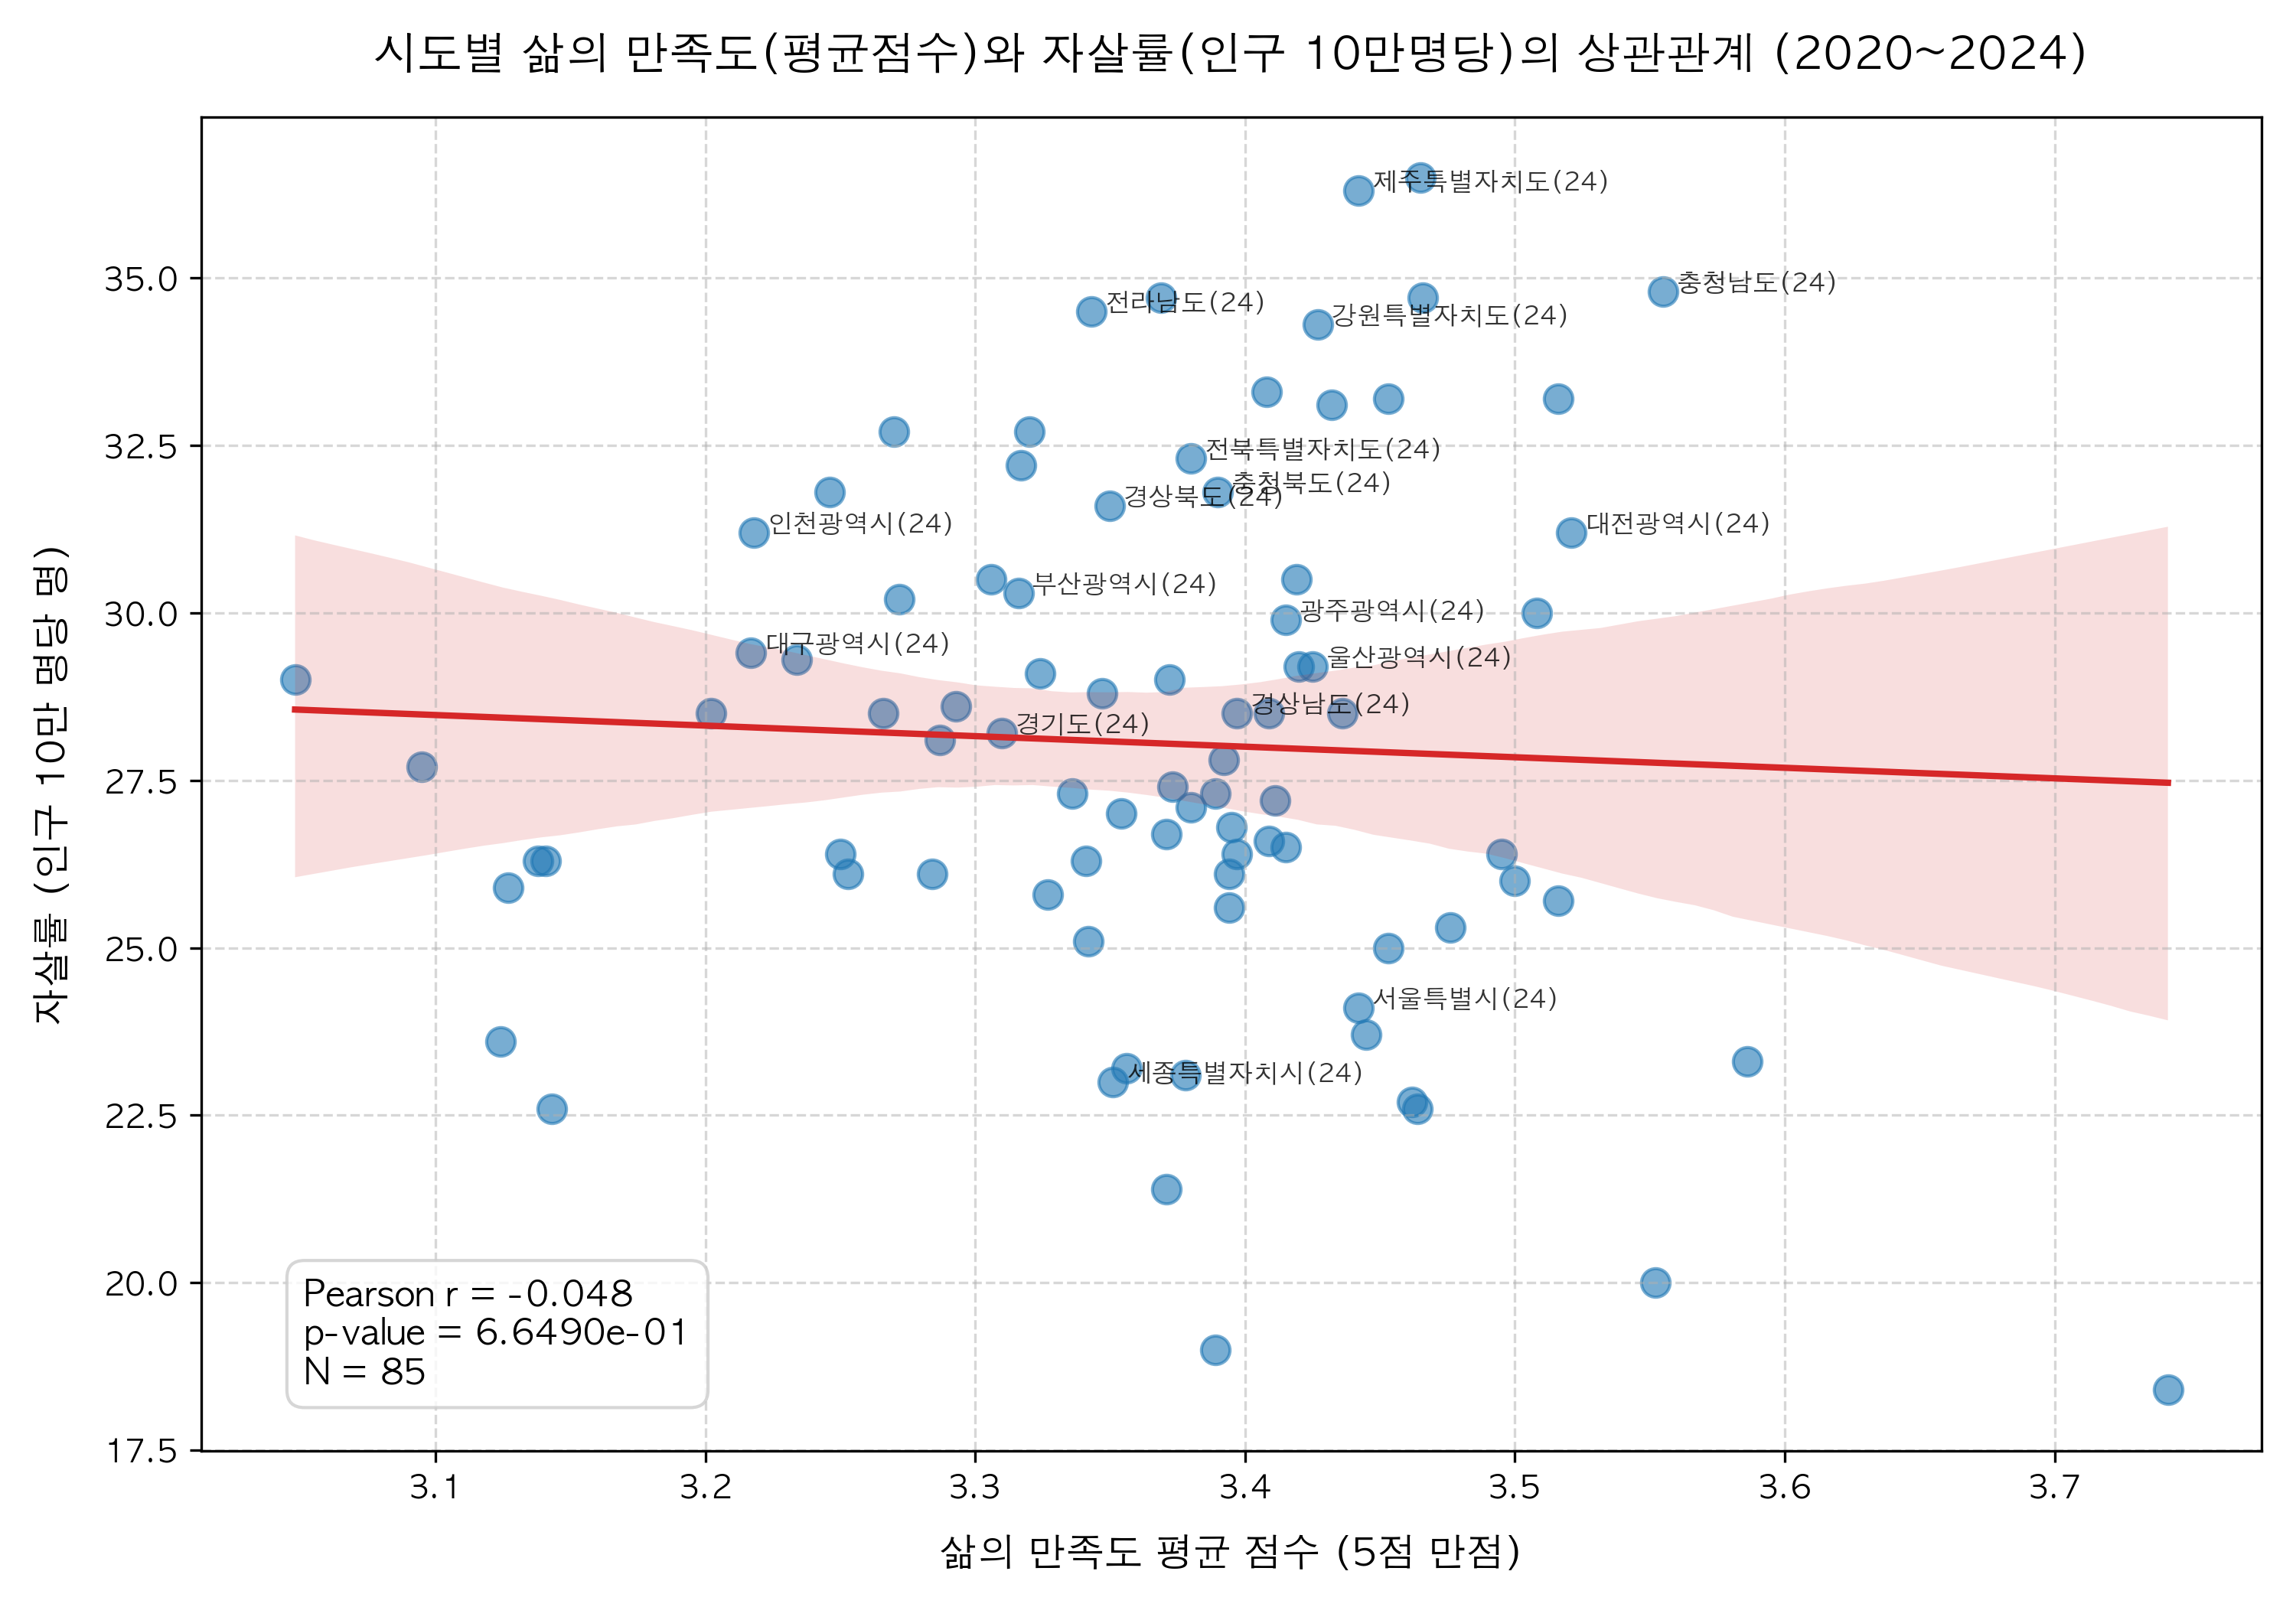 시도별 삶의 만족도(평균점수)와 자살률(인구 10만명당)의 상관관계 (2020~2024)
자살률 (인구 10만 명당 명)
35.0
32.5
30.0
27.5
25.0
22.5
20.0
17.5
제주특별자치도(24)
충청남도(24)
전라남도(24)
강원특별자치도(24)
전북특별자치도(24)
충청북도(24)
경상북도(24)
인천광역시(24)
대전광역시(24)
부산광역시(24)
광주광역시(24)
대구광역시(24)
울산광역시(24)
경상남도(24)
경기도(24)
서울특별시(24)
세종특별자치시(24)
Pearson r = -0.048
p-value = 6.6490e-01
N = 85
3.1 3.2 3.3 3.4 3.5 3.6 3.7
삶의 만족도 평균 점수 (5점 만점)